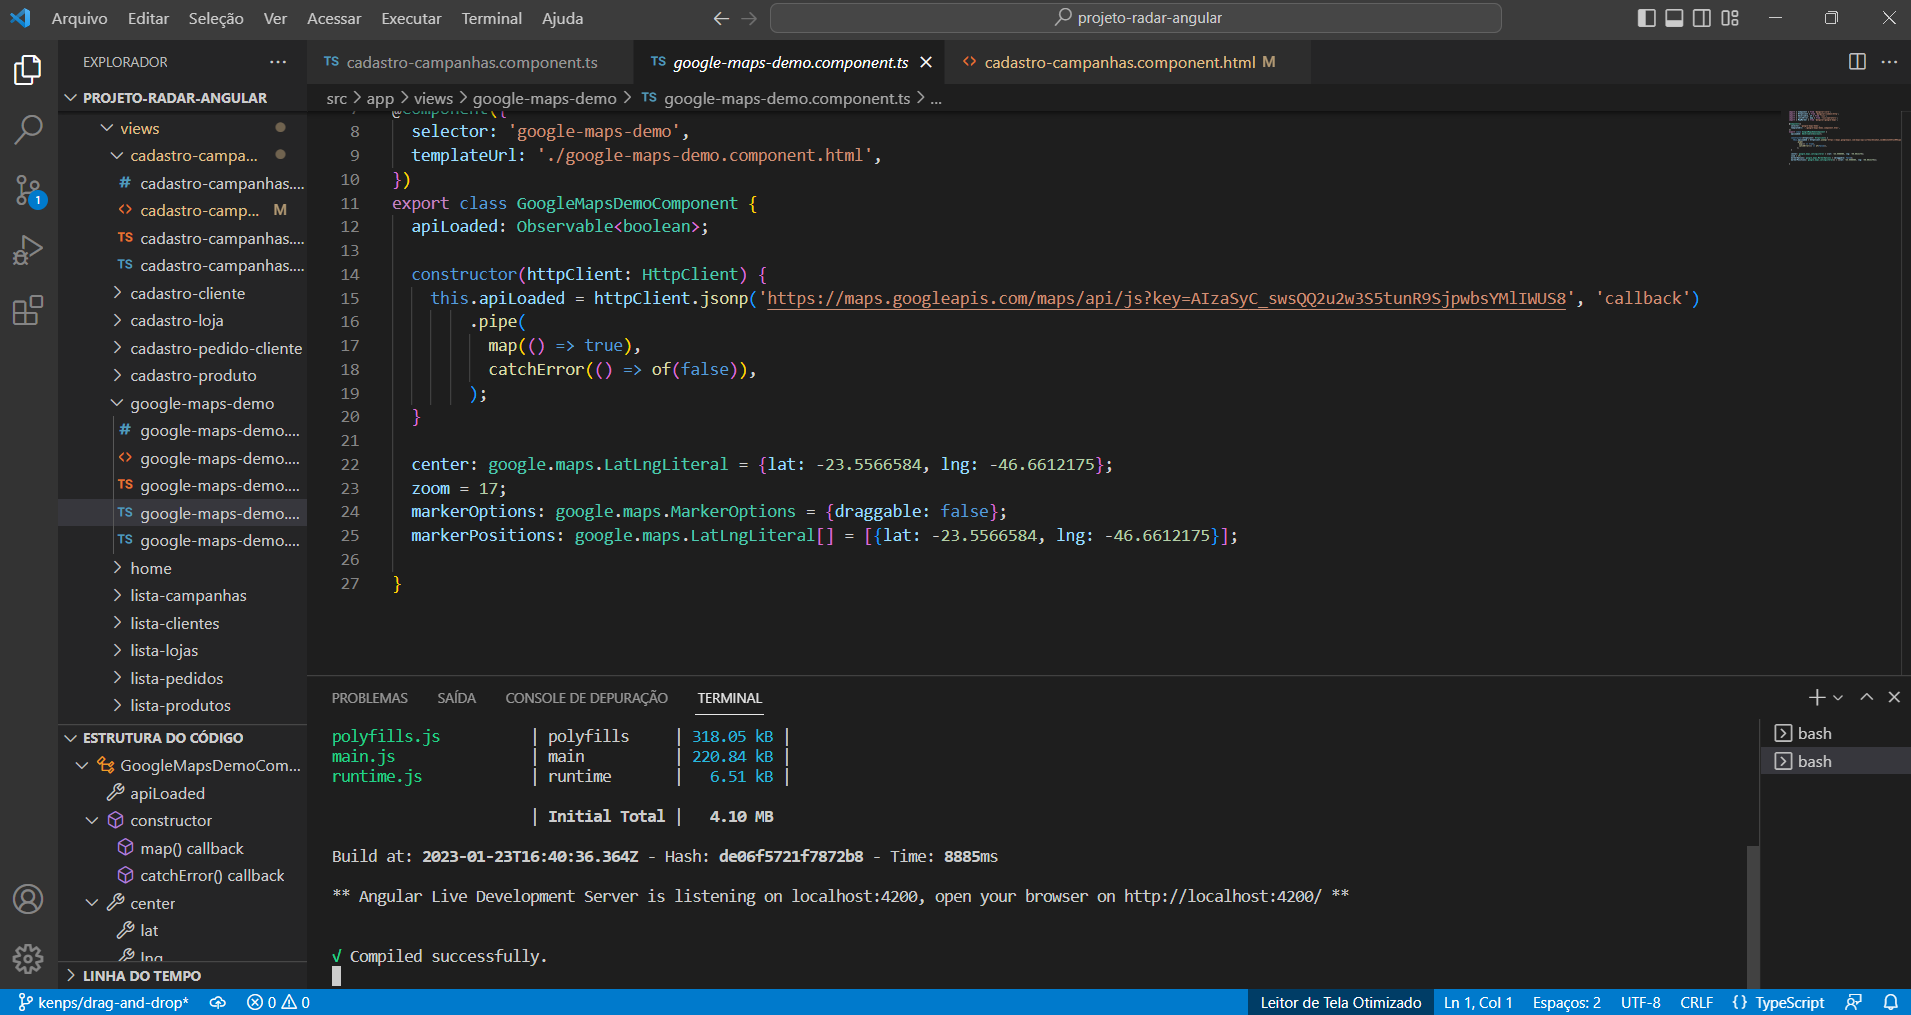 Arquivo Editar Seleção Ver Acessar Executar Terminal Ajuda
projeto-radar-angular
EXPLORADOR
PROJETO-RADAR-ANGULAR
views
cadastro-campa...
cadastro-campanhas....
cadastro-camp... M
TS cadastro-campanhas....
TS cadastro-campanhas....
cadastro-cliente
cadastro-loja
cadastro-pedido-cliente
cadastro-produto
google-maps-demo
# google-maps-demo....
<> google-maps-demo....
TS google-maps-demo....
TS google-maps-demo....
TS google-maps-demo....
home
lista-campanhas
lista-clientes
lista-lojas
lista-pedidos
lista-produtos
ESTRUTURA DO CÓDIGO
GoogleMapsDemoCom...
apiLoaded
constructor
map() callback
catchError() callback
center
lat
lng
LINHA DO TEMPO
TS cadastro-campanhas.component.ts
TS google-maps-demo.component.ts
<> cadastro-campanhas.component.html M
src > app > views > google-maps-demo > TS google-maps-demo.component.ts > ...
7 @Component({
8 selector: 'google-maps-demo',
9 templateUrl: './google-maps-demo.component.html',
10 })
11 export class GoogleMapsDemoComponent {
12 apiLoaded: Observable<boolean>;
13
14 constructor(httpClient: HttpClient) {
15 this.apiLoaded = httpClient.jsonp('https://maps.googleapis.com/maps/api/js?key=AIzaSyC_swsQQ2u2w3S5tunR9SjpwbsYMlIWUS8', 'callback')
16 .pipe(
17 map(() => true),
18 catchError(() => of(false)),
19 );
20 }
21
22 center: google.maps.LatLngLiteral = {lat: -23.5566584, lng: -46.6612175};
23 zoom = 17;
24 markerOptions: google.maps.MarkerOptions = {draggable: false};
25 markerPositions: google.maps.LatLngLiteral[] = [{lat: -23.5566584, lng: -46.6612175}];
26
27 }
PROBLEMAS SAÍDA CONSOLE DE DEPURAÇÃO TERMINAL
polyfills.js | polyfills | 318.05 kB |
main.js | main | 220.84 kB |
runtime.js | runtime | 6.51 kB |
| Initial Total | 4.10 MB
Build at: 2023-01-23T16:40:36.364Z - Hash: de06f5721f7872b8 - Time: 8885ms
** Angular Live Development Server is listening on localhost:4200, open your browser on http://localhost:4200/ **
√ Compiled successfully.
bash
bash
1
kenps/drag-and-drop* 0 0
Leitor de Tela Otimizado Ln 1, Col 1 Espaços: 2 UTF-8 CRLF {} TypeScript